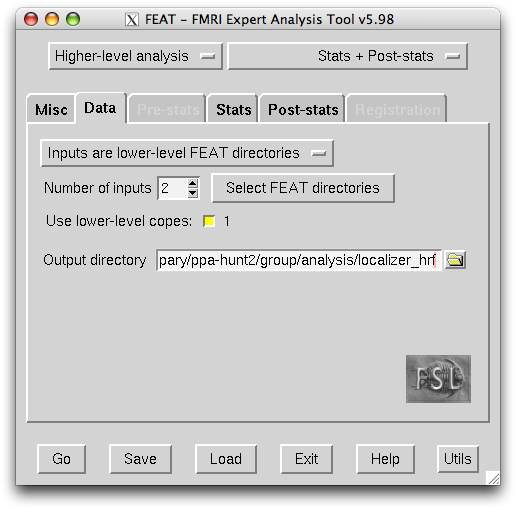 X FEAT - FMRI Expert Analysis Tool v5.98
Higher-level analysis Stats + Post-stats
Misc Data Pre-stats Stats Post-stats Registration
Inputs are lower-level FEAT directories
Number of inputs 2 Select FEAT directories
Use lower-level copes: 1
Output directory pary/ppa-hunt2/group/analysis/localizer_hrf
FSL
Go Save Load Exit Help Utils